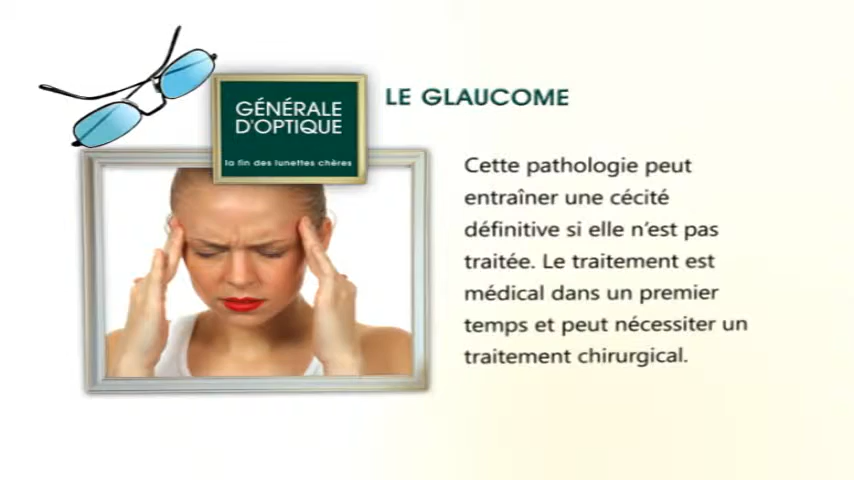 GÉNÉRALE
D'OPTIQUE
la fin des lunettes chères
LE GLAUCOME
Cette pathologie peut
entraîner une cécité
définitive si elle n'est pas
traitée. Le traitement est
médical dans un premier
temps et peut nécessiter un
traitement chirurgical.